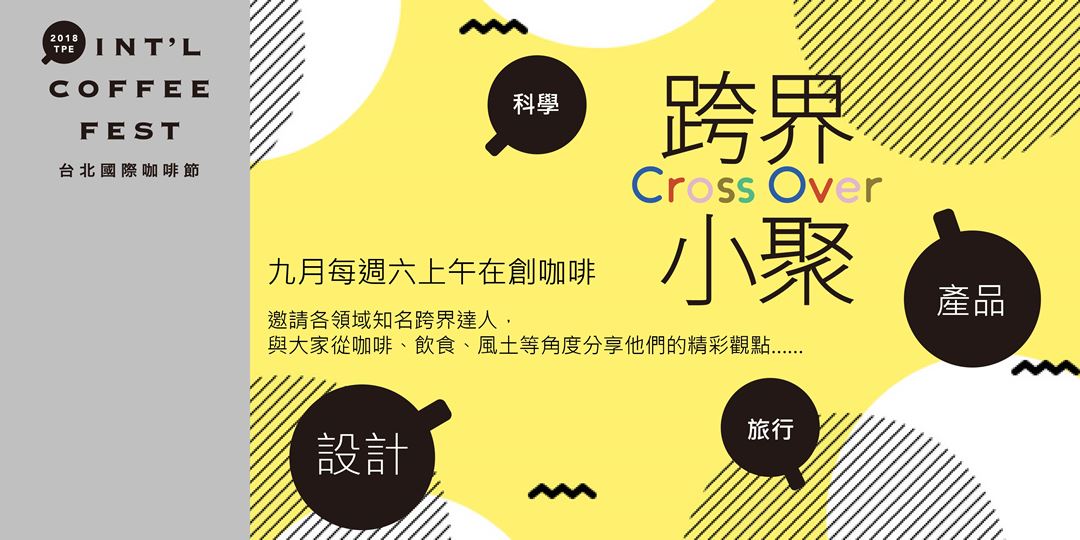 2018
TPE
INT'L
COFFEE
FEST
台北國際咖啡節
科學
跨界
Cross Over
小聚
九月每週六上午在創咖啡
邀請各領域知名跨界達人，
與大家從咖啡、飲食、風土等角度分享他們的精彩觀點......
產品
設計
旅行